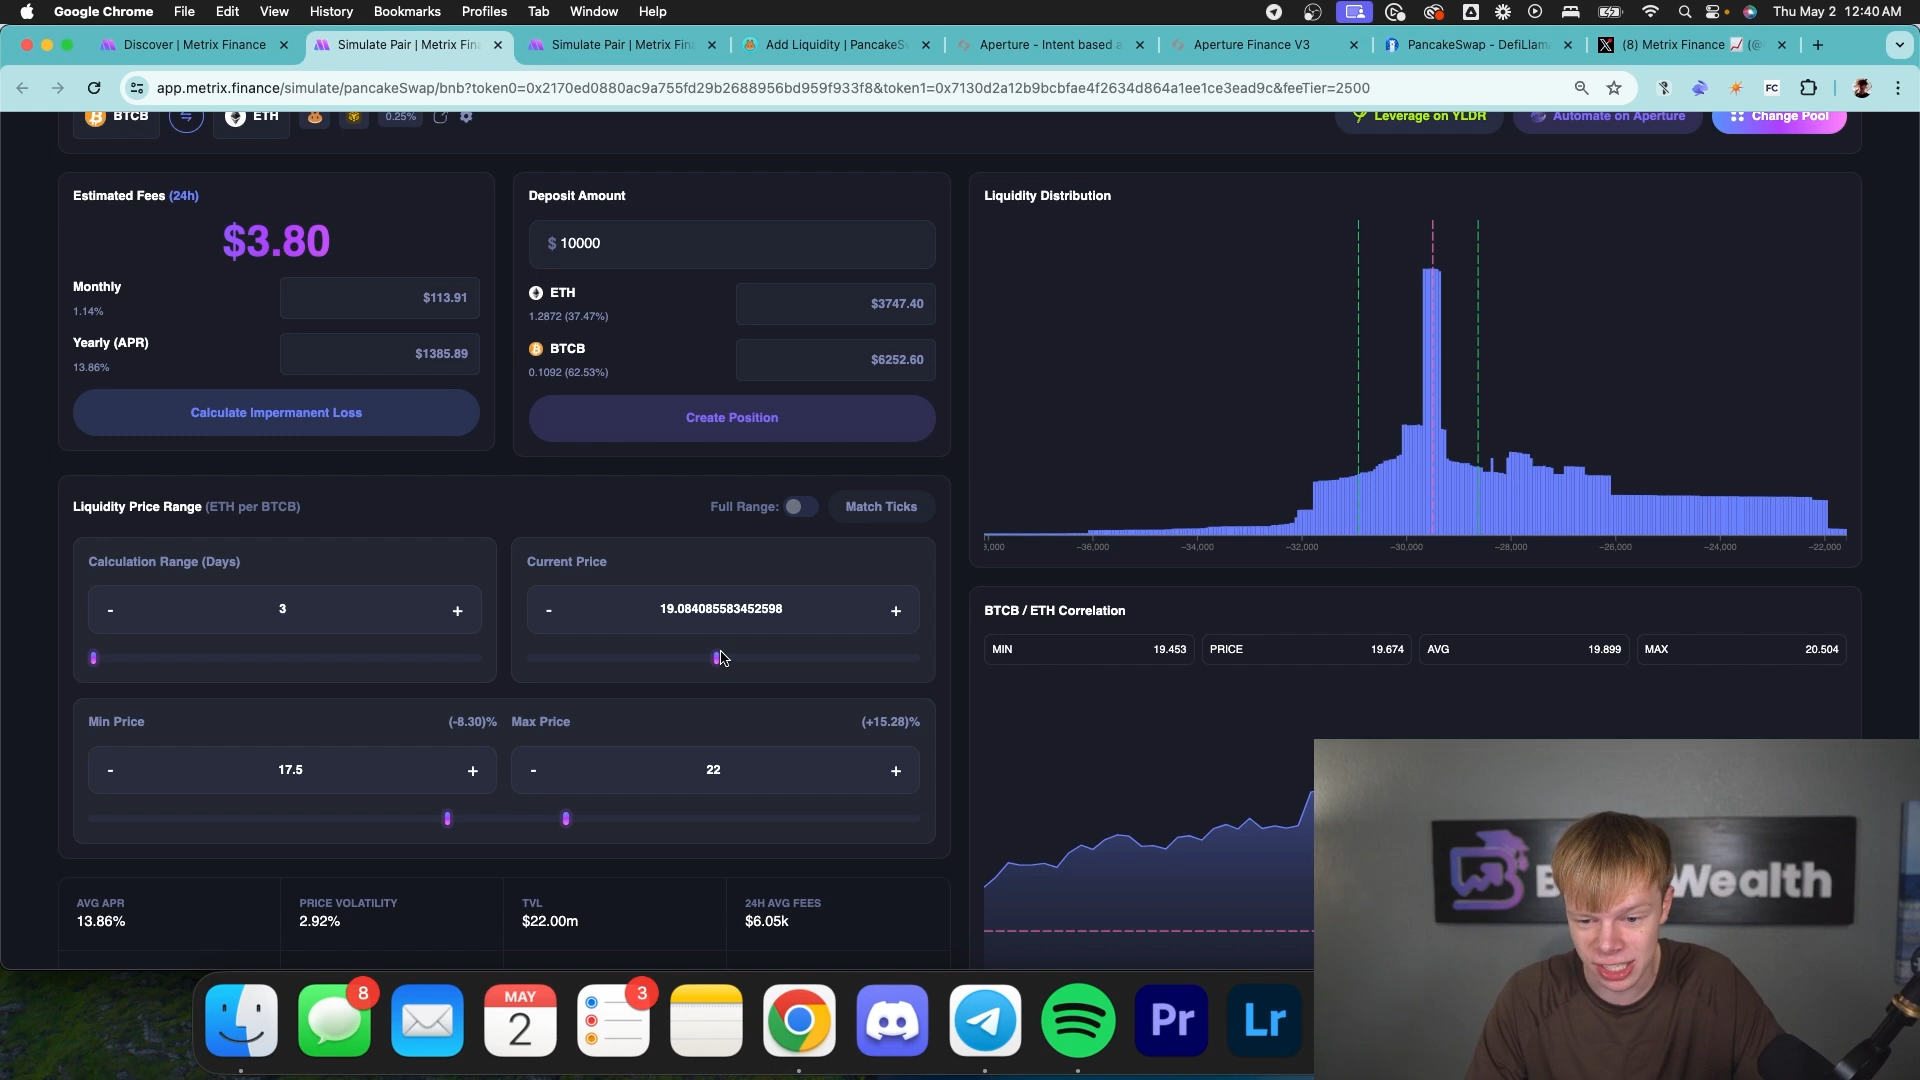 Google Chrome File Edit View History Bookmarks Profiles Tab Window Help Thu May 2 12:40 AM
Discover | Metrix Finance Simulate Pair | Metrix Fin Simulate Pair | Metrix Fin Add Liquidity | PancakeS Aperture - Intent based a Aperture Finance V3 PancakeSwap - DefiLlam (8) Metrix Finance (@
app.metrix.finance/simulate/pancakeSwap/bnb?token0=0x2170ed0880ac9a755fd29b2688956bd959f933f8&token1=0x7130d2a12b9bcbfae4f2634d864a1ee1ce3ead9c&feeTier=2500 FC
BTCB ETH 0.25% Leverage on YLDR Automate on Aperture Change Pool
Estimated Fees (24h)
$3.80
Monthly
1.14%
$113.91
Yearly (APR)
13.86%
$1385.89
Calculate Impermanent Loss
Deposit Amount
$ 10000
ETH
1.2872 (37.47%)
$3747.40
BTCB
0.1092 (62.53%)
$6252.60
Create Position
Liquidity Distribution
-36,000 -34,000 -32,000 -30,000 -28,000 -26,000 -24,000 -22,000
Liquidity Price Range (ETH per BTCB) Full Range: Match Ticks
Calculation Range (Days)
- 3 +
Current Price
- 19.084085583452598 +
Min Price (-8.30)%
- 17.5 +
Max Price (+15.28)%
- 22 +
BTCB / ETH Correlation
MIN 19.453 PRICE 19.674 AVG 19.899 MAX 20.504
AVG APR
13.86%
PRICE VOLATILITY
2.92%
TVL
$22.00m
24H AVG FEES
$6.05k
Wealth
8
MAY
2
3
Pr
Lr